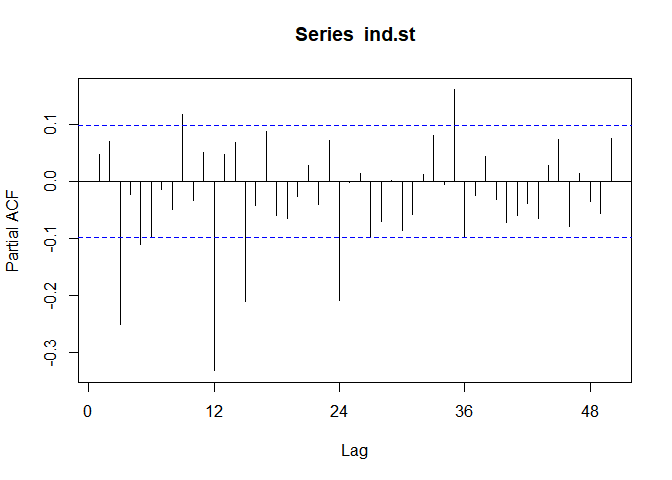 Series ind.st
Partial ACF
0.1
0.0
-0.1
-0.2
-0.3
0 12 24 36 48
Lag